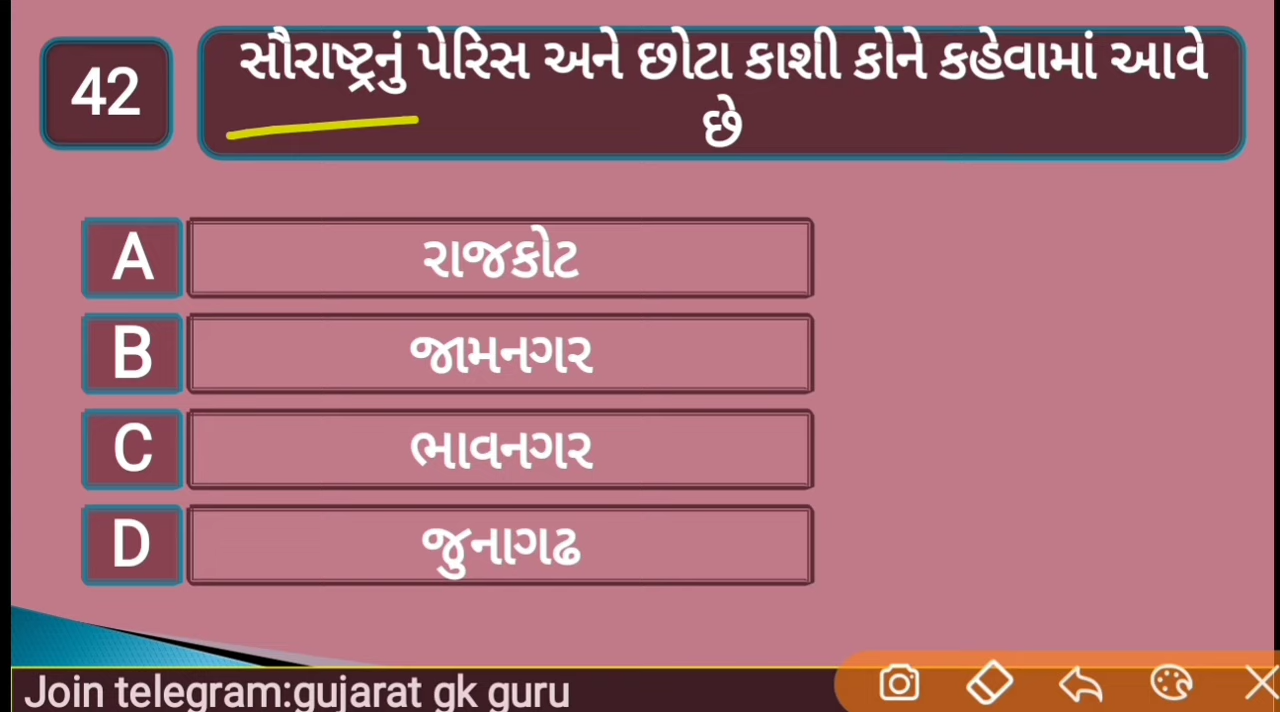 42
સૌરાષ્ટ્રનું પેરિસ અને છોટા કાશી કોને કહેવામાં આવે
છે
A રાજકોટ
B જામનગર
C ભાવનગર
D જુનાગઢ
Join telegram:gujarat gk guru